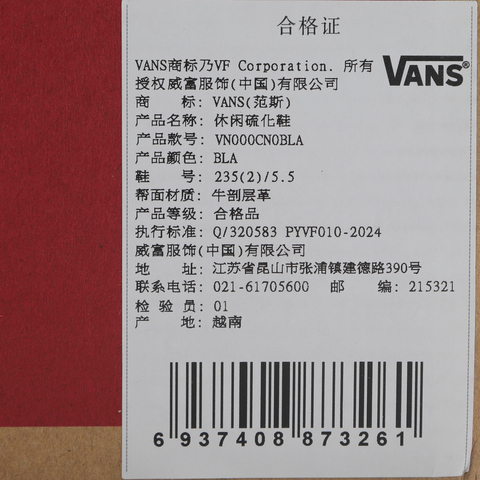 合格证
VANS商标乃VF Corporation. 所有
VANS®
授权威富服饰(中国)有限公司
商 标: VANS(范斯)
产品名称: 休闲硫化鞋
产品款号: VN000CN0BLA
产品颜色: BLA
鞋 号: 235(2)/5.5
帮面材质: 牛剖层革
产品等级: 合格品
执行标准: Q/320583 PYVF010-2024
威富服饰(中国)有限公司
地 址: 江苏省昆山市张浦镇建德路390号
联系电话: 021-61705600 邮 编: 215321
检 验 员: 01
产 地: 越南
6 937408 873261